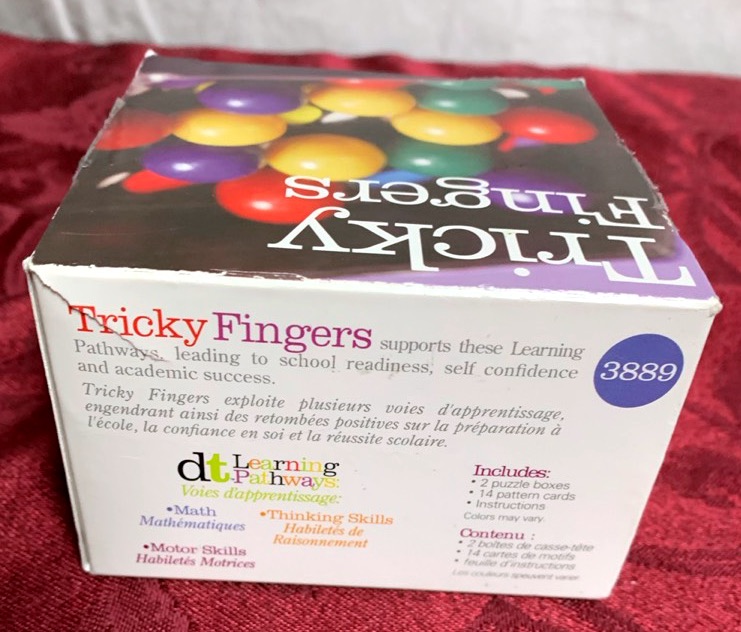 Tricky
Fingers
Tricky Fingers supports these Learning
Pathways, leading to school readiness, self confidence
and academic success.
3889
Tricky Fingers exploite plusieurs voies d'apprentissage,
engendrant ainsi des retombées positives sur la préparation à
l'école, la confiance en soi et la réussite scolaire.
dt Learning
Pathways:
Voies d'apprentissage:
•Math
Mathématiques
•Thinking Skills
Habiletés de
Raisonnement
•Motor Skills
Habiletés Motrices
Includes:
• 2 puzzle boxes
• 14 pattern cards
• Instructions
Colors may vary.
Contenu :
• 2 boîtes de casse-tête
• 14 cartes de motifs
• feuille d'instructions
Les couleurs peuvent varier